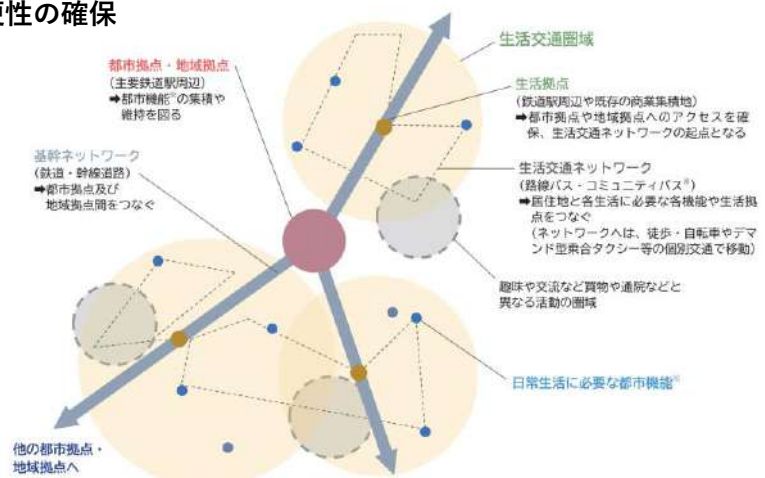 性の確保
都市拠点・地域拠点
(主要鉄道駅周辺)
➡都市機能※の集積や
維持を図る
基幹ネットワーク
(鉄道・幹線道路)
➡都市拠点及び
地域拠点間をつなぐ
生活交通圏域
生活拠点
(鉄道駅周辺や既存の商業集積地)
➡都市拠点や地域拠点へのアクセスを確
保、生活交通ネットワークの起点となる
生活交通ネットワーク
(路線バス・コミュニティバス※)
➡居住地と各生活に必要な各機能や生活拠
点をつなぐ
(ネットワークへは、徒歩・自転車やデマ
ンド型乗合タクシー等の個別交通で移動)
趣味や交流など買物や通院などと
異なる活動の圏域
日常生活に必要な都市機能※
他の都市拠点・
地域拠点へ